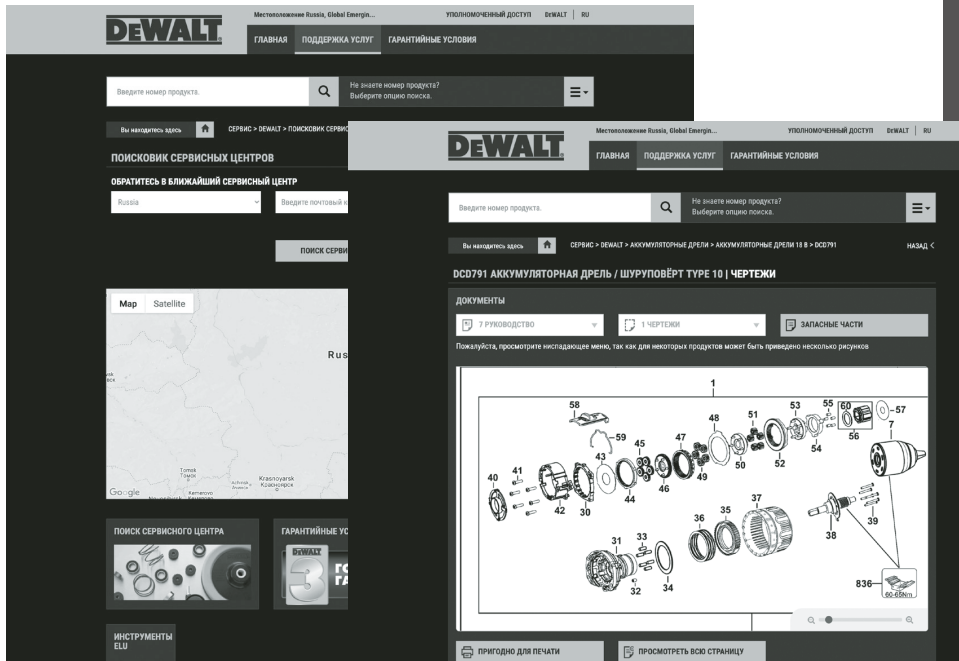 DEWALT
Местоположение Russia, Global Emergin...
УПОЛНОМОЧЕННЫЙ ДОСТУП DEWALT RU
ГЛАВНАЯ ПОДДЕРЖКА УСЛУГ ГАРАНТИЙНЫЕ УСЛОВИЯ
Введите номер продукта.
Не знаете номер продукта?
Выберите опцию поиска.
Вы находитесь здесь
СЕРВИС > DEWALT > ПОИСКОВИК СЕРВИС
ПОИСКОВИК СЕРВИСНЫХ ЦЕНТРОВ
ОБРАТИТЕСЬ В БЛИЖАЙШИЙ СЕРВИСНЫЙ ЦЕНТР
Russia
Введите почтовый к
ПОИСК СЕРВИ
Map Satellite
Rus
Tomsk
Томск
Krasnoyarsk
Красноярск
Kemerovo
Google
ПОИСК СЕРВИСНОГО ЦЕНТРА
ГАРАНТИЙНЫЕ УС
DEWALT
3
ГО
ГА
ИНСТРУМЕНТЫ
ELU
DEWALT
Местоположение Russia, Global Emergin...
УПОЛНОМОЧЕННЫЙ ДОСТУП DEWALT RU
ГЛАВНАЯ ПОДДЕРЖКА УСЛУГ ГАРАНТИЙНЫЕ УСЛОВИЯ
Введите номер продукта.
Не знаете номер продукта?
Выберите опцию поиска.
Вы находитесь здесь
СЕРВИС > DEWALT > АККУМУЛЯТОРНЫЕ ДРЕЛИ > АККУМУЛЯТОРНЫЕ ДРЕЛИ 18 В > DCD791
НАЗАД <
DCD791 АККУМУЛЯТОРНАЯ ДРЕЛЬ / ШУРУПОВЁРТ TYPE 10 | ЧЕРТЕЖИ
ДОКУМЕНТЫ
7 РУКОВОДСТВО
1 ЧЕРТЕЖИ
ЗАПАСНЫЕ ЧАСТИ
Пожалуйста, просмотрите ниспадающее меню, так как для некоторых продуктов может быть приведено несколько рисунков
1
58 59 48 51 53 55 60 57
56 7
54
40 41 43 45 47 50 52
42 30 44 46 49
37
36 35
31 33
32 34
38 39
836
60-65Nm
ПРИГОДНО ДЛЯ ПЕЧАТИ
ПРОСМОТРЕТЬ ВСЮ СТРАНИЦУ